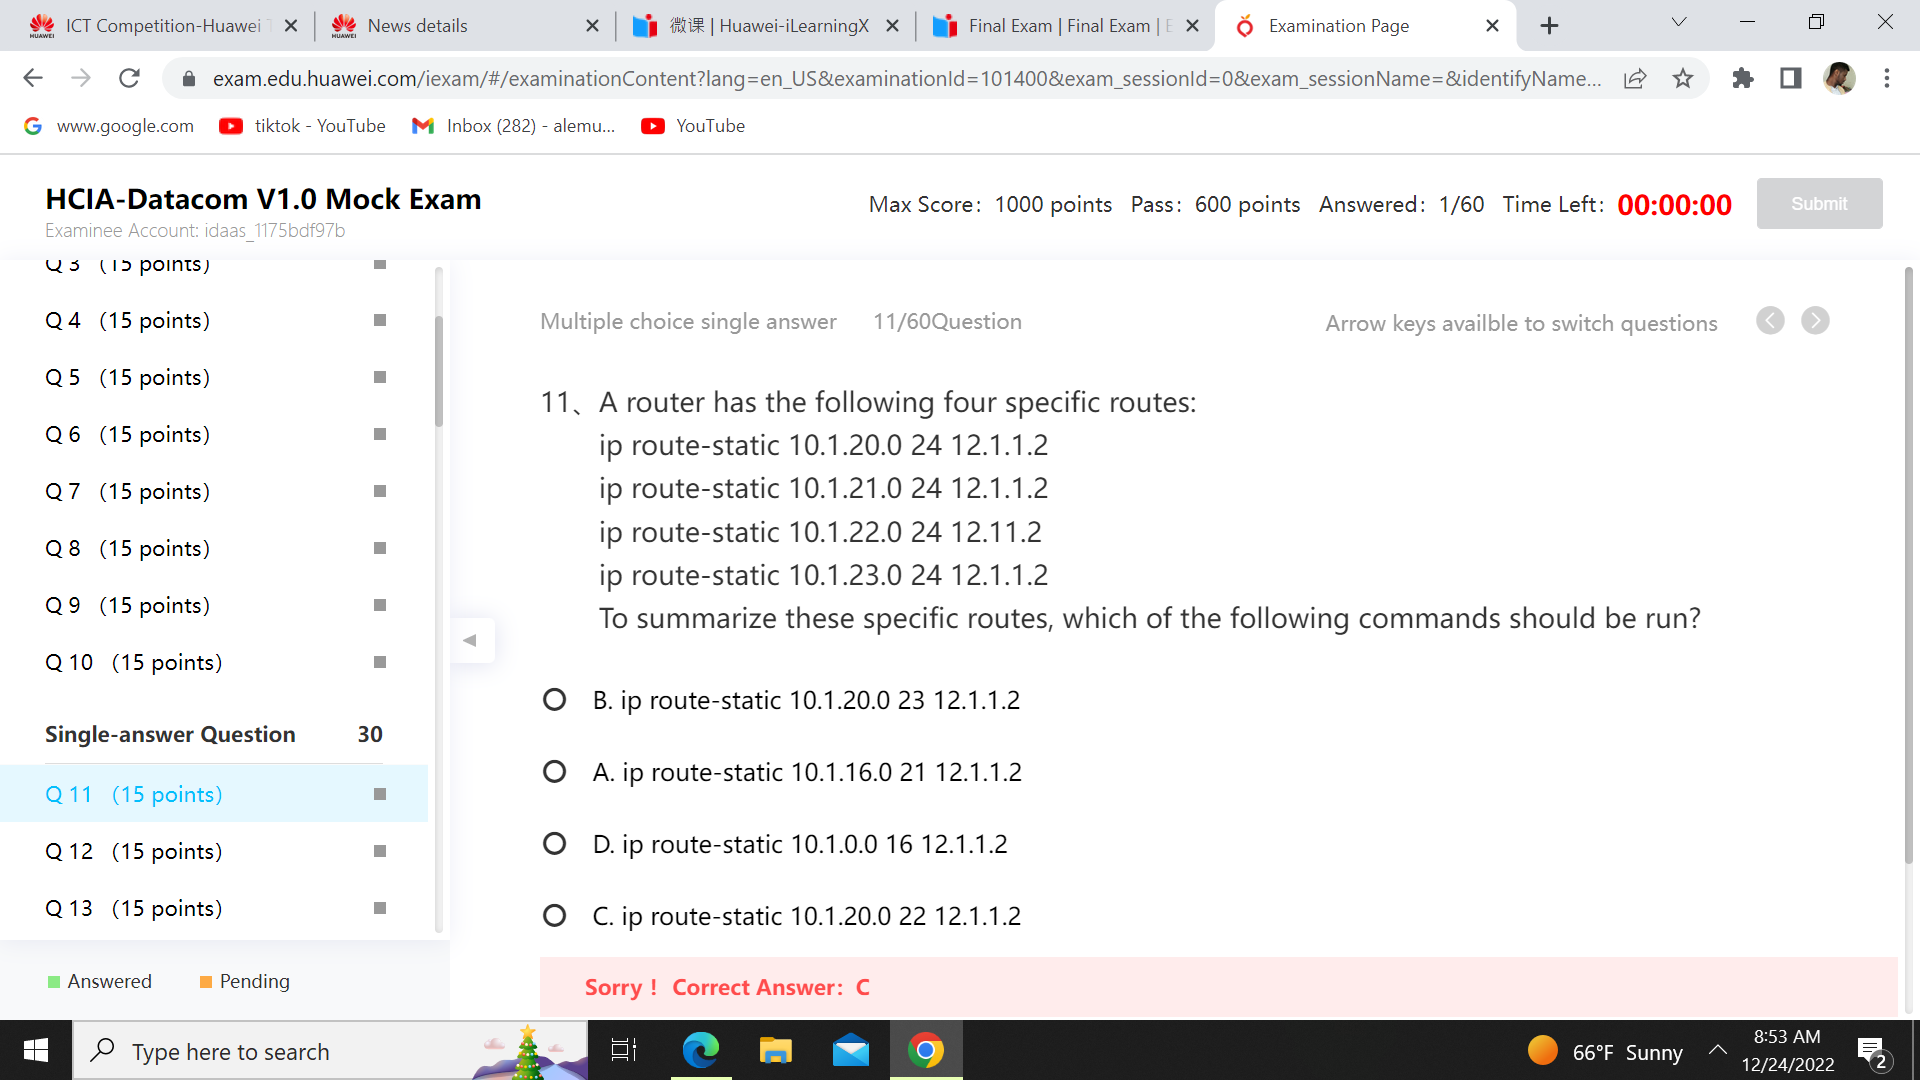 ICT Competition-Huawei T
News details
微课 | Huawei-iLearningX
Final Exam | Final Exam | E
Examination Page
exam.edu.huawei.com/iexam/#/examinationContent?lang=en_US&examinationId=101400&exam_sessionId=0&exam_sessionName=&identifyName...
www.google.com
tiktok - YouTube
Inbox (282) - alemu...
YouTube
HCIA-Datacom V1.0 Mock Exam
Examinee Account: idaas_1175bdf97b
Max Score: 1000 points Pass: 600 points Answered: 1/60 Time Left: 00:00:00
Submit
Q 3 (15 points)
Q 4 (15 points)
Q 5 (15 points)
Q 6 (15 points)
Q 7 (15 points)
Q 8 (15 points)
Q 9 (15 points)
Q 10 (15 points)
Single-answer Question 30
Q 11 (15 points)
Q 12 (15 points)
Q 13 (15 points)
Answered
Pending
Multiple choice single answer 11/60Question
Arrow keys availble to switch questions
11、A router has the following four specific routes:
ip route-static 10.1.20.0 24 12.1.1.2
ip route-static 10.1.21.0 24 12.1.1.2
ip route-static 10.1.22.0 24 12.11.2
ip route-static 10.1.23.0 24 12.1.1.2
To summarize these specific routes, which of the following commands should be run?
B. ip route-static 10.1.20.0 23 12.1.1.2
A. ip route-static 10.1.16.0 21 12.1.1.2
D. ip route-static 10.1.0.0 16 12.1.1.2
C. ip route-static 10.1.20.0 22 12.1.1.2
Sorry！ Correct Answer: C
Type here to search
66°F Sunny
8:53 AM
12/24/2022
2